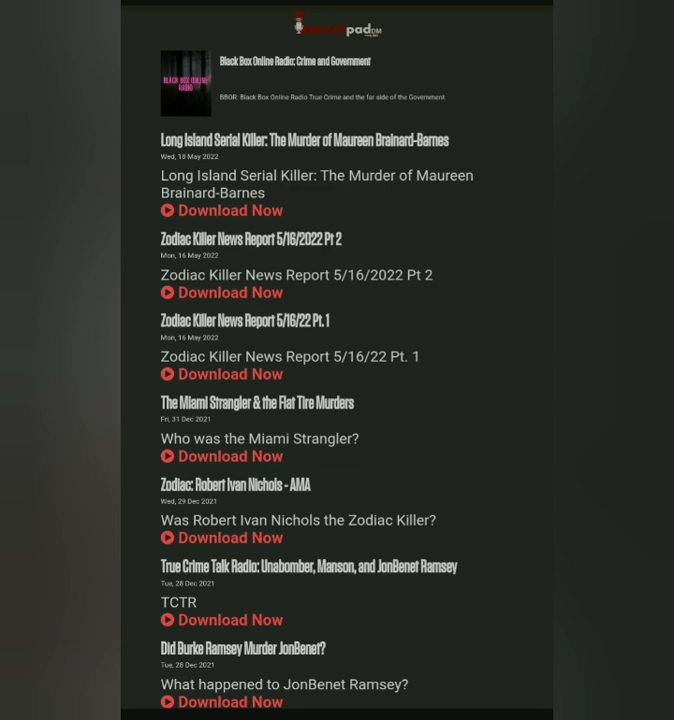 padDM
BLACK BOX ONLINE
RADIO
Black Box Online Radio: Crime and Government
BBOR: Black Box Online Radio True Crime and the far side of the Government
Long Island Serial Killer: The Murder of Maureen Brainard-Barnes
Wed, 18 May 2022
Long Island Serial Killer: The Murder of Maureen
Brainard-Barnes
Download Now
Zodiac Killer News Report 5/16/2022 Pt 2
Mon, 16 May 2022
Zodiac Killer News Report 5/16/2022 Pt 2
Download Now
Zodiac Killer News Report 5/16/22 Pt. 1
Mon, 16 May 2022
Zodiac Killer News Report 5/16/22 Pt. 1
Download Now
The Miami Strangler & the Flat Tire Murders
Fri, 31 Dec 2021
Who was the Miami Strangler?
Download Now
Zodiac: Robert Ivan Nichols - AMA
Wed, 29 Dec 2021
Was Robert Ivan Nichols the Zodiac Killer?
Download Now
True Crime Talk Radio: Unabomber, Manson, and JonBenet Ramsey
Tue, 28 Dec 2021
TCTR
Download Now
Did Burke Ramsey Murder JonBenet?
Tue, 28 Dec 2021
What happened to JonBenet Ramsey?
Download Now